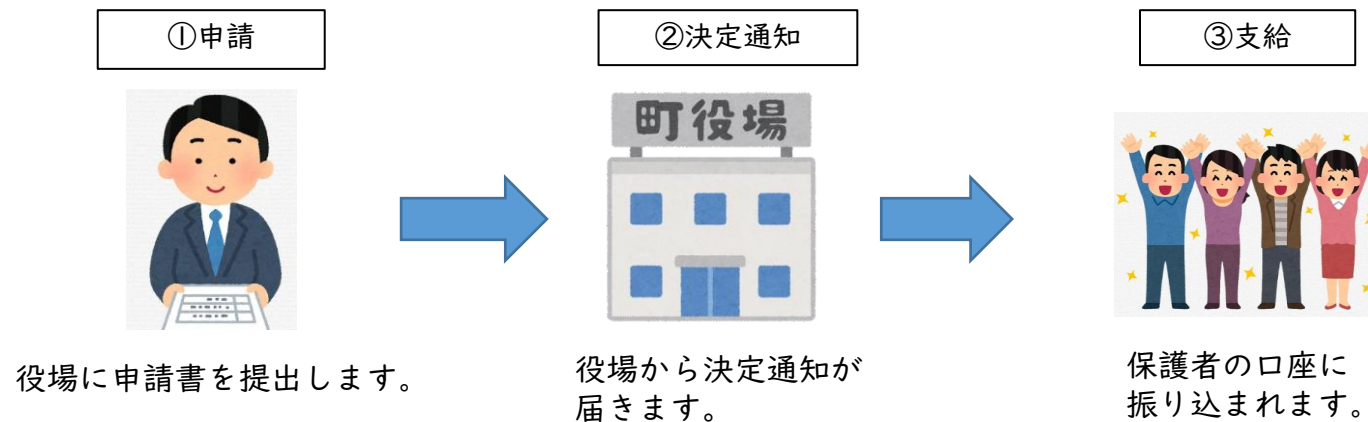 ①申請
②決定通知
③支給
町役場
役場に申請書を提出します。
役場から決定通知が
届きます。
保護者の口座に
振り込まれます。